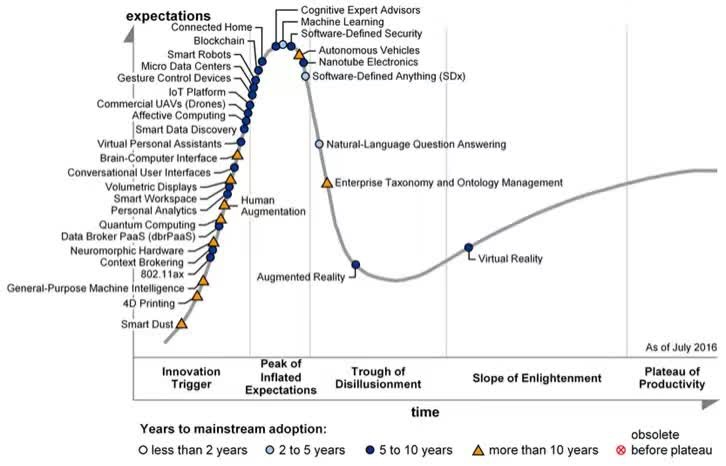 expectations
Cognitive Expert Advisors
Machine Learning
Software-Defined Security
Connected Home
Blockchain
Autonomous Vehicles
Smart Robots
Nanotube Electronics
Micro Data Centers
Software-Defined Anything (SDx)
Gesture Control Devices
IoT Platform
Commercial UAVs (Drones)
Affective Computing
Smart Data Discovery
Virtual Personal Assistants
Natural-Language Question Answering
Brain-Computer Interface
Conversational User Interfaces
Volumetric Displays
Enterprise Taxonomy and Ontology Management
Smart Workspace
Personal Analytics
Human
Augmentation
Quantum Computing
Data Broker PaaS (dbrPaaS)
Neuromorphic Hardware
Context Brokering
Virtual Reality
802.11ax
Augmented Reality
General-Purpose Machine Intelligence
4D Printing
Smart Dust
As of July 2016
Innovation
Trigger
Peak of
Inflated
Expectations
Trough of
Disillusionment
Slope of Enlightenment
Plateau of
Productivity
time
Years to mainstream adoption:
less than 2 years
2 to 5 years
5 to 10 years
more than 10 years
obsolete
before plateau